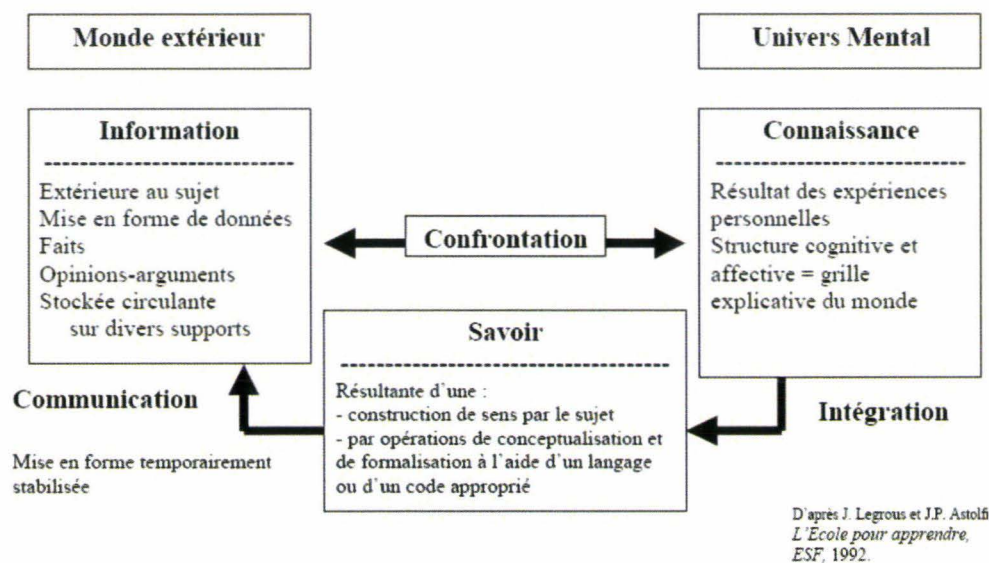 Monde extérieur
Univers Mental
Information
Extérieure au sujet
Mise en forme de données
Faits
Opinions-arguments
Stockée circulante
sur divers supports
Confrontation
Connaissance
Résultat des expériences
personnelles
Structure cognitive et
affective = grille
explicative du monde
Savoir
Résultante d'une :
- construction de sens par le sujet
- par opérations de conceptualisation et
de formalisation à l'aide d'un langage
ou d'un code approprié
Communication
Mise en forme temporairement
stabilisée
Intégration
D'après J. Legrous et J.P. Astolfi
L'Ecole pour apprendre,
ESF, 1992.